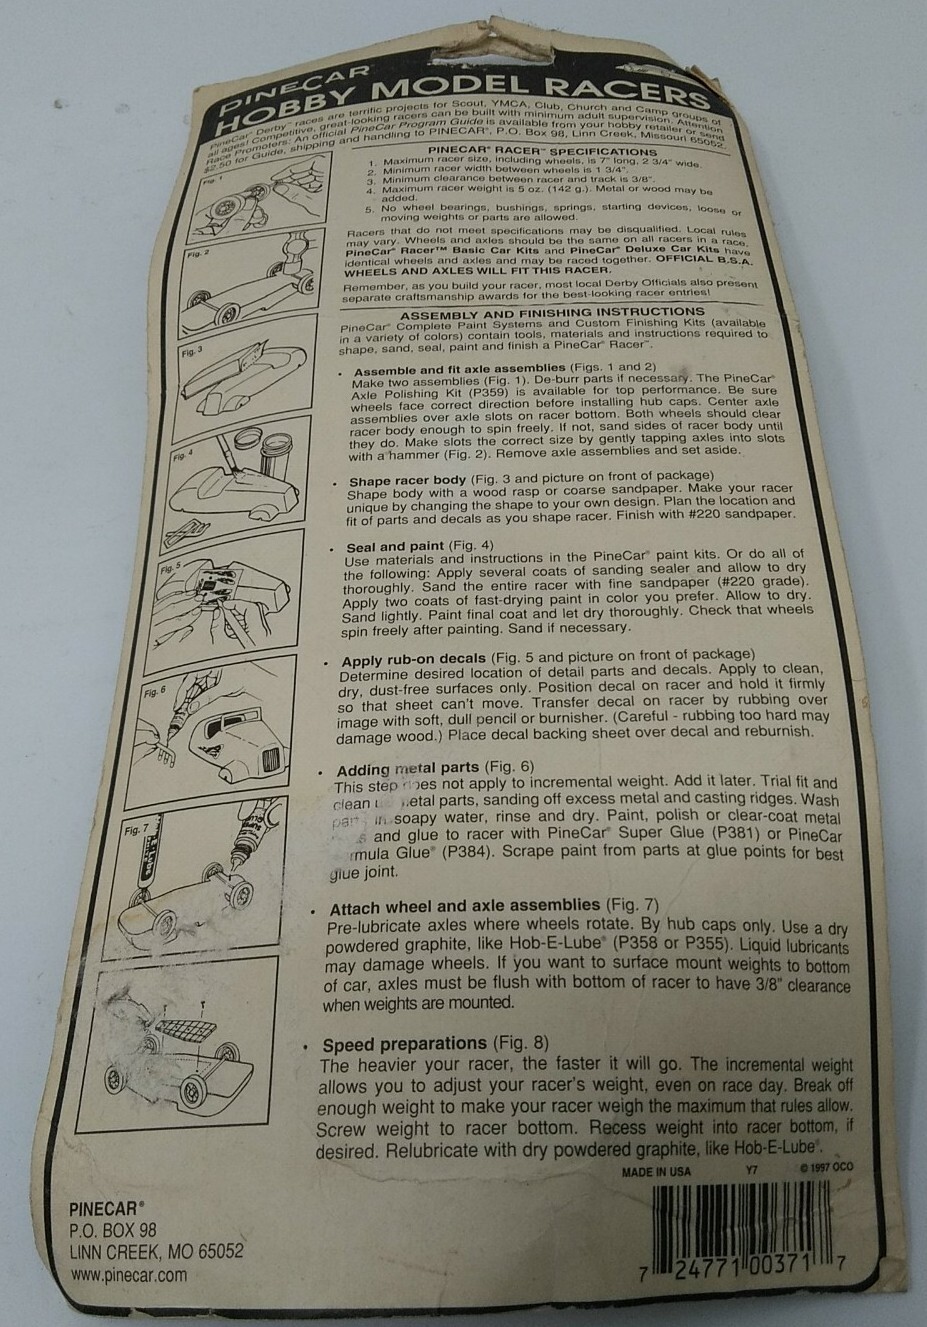 PINECAR®
HOBBY MODEL RACERS
PineCar® Derby™ races are terrific projects for Scout, YMCA, Club, Church and Camp groups of
all ages! Competitive, great-looking racers can be built with minimum adult supervision. Attention
Race Promoters: An official PineCar Program Guide is available from your hobby retailer or send
$2.50 for Guide, shipping and handling to PINECAR®, P.O. Box 98, Linn Creek, Missouri 65052.
PINECAR® RACER™ SPECIFICATIONS
1. Maximum racer size, including wheels, is 7" long, 2 3/4" wide.
2. Minimum racer width between wheels is 1 3/4".
3. Minimum clearance between racer and track is 3/8".
4. Maximum racer weight is 5 oz. (142 g.). Metal or wood may be
added.
5. No wheel bearings, bushings, springs, starting devices, loose or
moving weights or parts are allowed.
Racers that do not meet specifications may be disqualified. Local rules
may vary. Wheels and axles should be the same on all racers in a race.
PineCar® Racer™ Basic Car Kits and PineCar® Deluxe Car Kits have
identical wheels and axles and may be raced together. OFFICIAL B.S.A.
WHEELS AND AXLES WILL FIT THIS RACER.
Remember, as you build your racer, most local Derby Officials also present
separate craftsmanship awards for the best-looking racer entries!
ASSEMBLY AND FINISHING INSTRUCTIONS
PineCar® Complete Paint Systems and Custom Finishing Kits (available
in a variety of colors) contain tools, materials and instructions required to
shape, sand, seal, paint and finish a PineCar® Racer™.
• Assemble and fit axle assemblies (Figs. 1 and 2)
Make two assemblies (Fig. 1). De-burr parts if necessary. The PineCar®
Axle Polishing Kit (P359) is available for top performance. Be sure
wheels face correct direction before installing hub caps. Center axle
assemblies over axle slots on racer bottom. Both wheels should clear
racer body enough to spin freely. If not, sand sides of racer body until
they do. Make slots the correct size by gently tapping axles into slots
with a hammer (Fig. 2). Remove axle assemblies and set aside.
• Shape racer body (Fig. 3 and picture on front of package)
Shape body with a wood rasp or coarse sandpaper. Make your racer
unique by changing the shape to your own design. Plan the location and
fit of parts and decals as you shape racer. Finish with #220 sandpaper.
• Seal and paint (Fig. 4)
Use materials and instructions in the PineCar® paint kits. Or do all of
the following: Apply several coats of sanding sealer and allow to dry
thoroughly. Sand the entire racer with fine sandpaper (#220 grade).
Apply two coats of fast-drying paint in color you prefer. Allow to dry.
Sand lightly. Paint final coat and let dry thoroughly. Check that wheels
spin freely after painting. Sand if necessary.
• Apply rub-on decals (Fig. 5 and picture on front of package)
Determine desired location of detail parts and decals. Apply to clean,
dry, dust-free surfaces only. Position decal on racer and hold it firmly
so that sheet can't move. Transfer decal on racer by rubbing over
image with soft, dull pencil or burnisher. (Careful - rubbing too hard may
damage wood.) Place decal backing sheet over decal and reburnish.
• Adding metal parts (Fig. 6)
This step does not apply to incremental weight. Add it later. Trial fit and
clean metal parts, sanding off excess metal and casting ridges. Wash
in soapy water, rinse and dry. Paint, polish or clear-coat metal
and glue to racer with PineCar® Super Glue (P381) or PineCar
Glue® (P384). Scrape paint from parts at glue points for best
glue joint.
• Attach wheel and axle assemblies (Fig. 7)
Pre-lubricate axles where wheels rotate. By hub caps only. Use a dry
powdered graphite, like Hob-E-Lube® (P358 or P355). Liquid lubricants
may damage wheels. If you want to surface mount weights to bottom
of car, axles must be flush with bottom of racer to have 3/8" clearance
when weights are mounted.
• Speed preparations (Fig. 8)
The heavier your racer, the faster it will go. The incremental weight
allows you to adjust your racer's weight, even on race day. Break off
enough weight to make your racer weigh the maximum that rules allow.
Screw weight to racer bottom. Recess weight into racer bottom, if
desired. Relubricate with dry powdered graphite, like Hob-E-Lube®.
MADE IN USA Y7 © 1997 OCO
Fig. 1
Fig. 2
Fig. 3
Fig. 4
Fig. 5
Fig. 6
Fig. 7
PINECAR®
P.O. BOX 98
LINN CREEK, MO 65052
www.pinecar.com
7 24771 00371 7